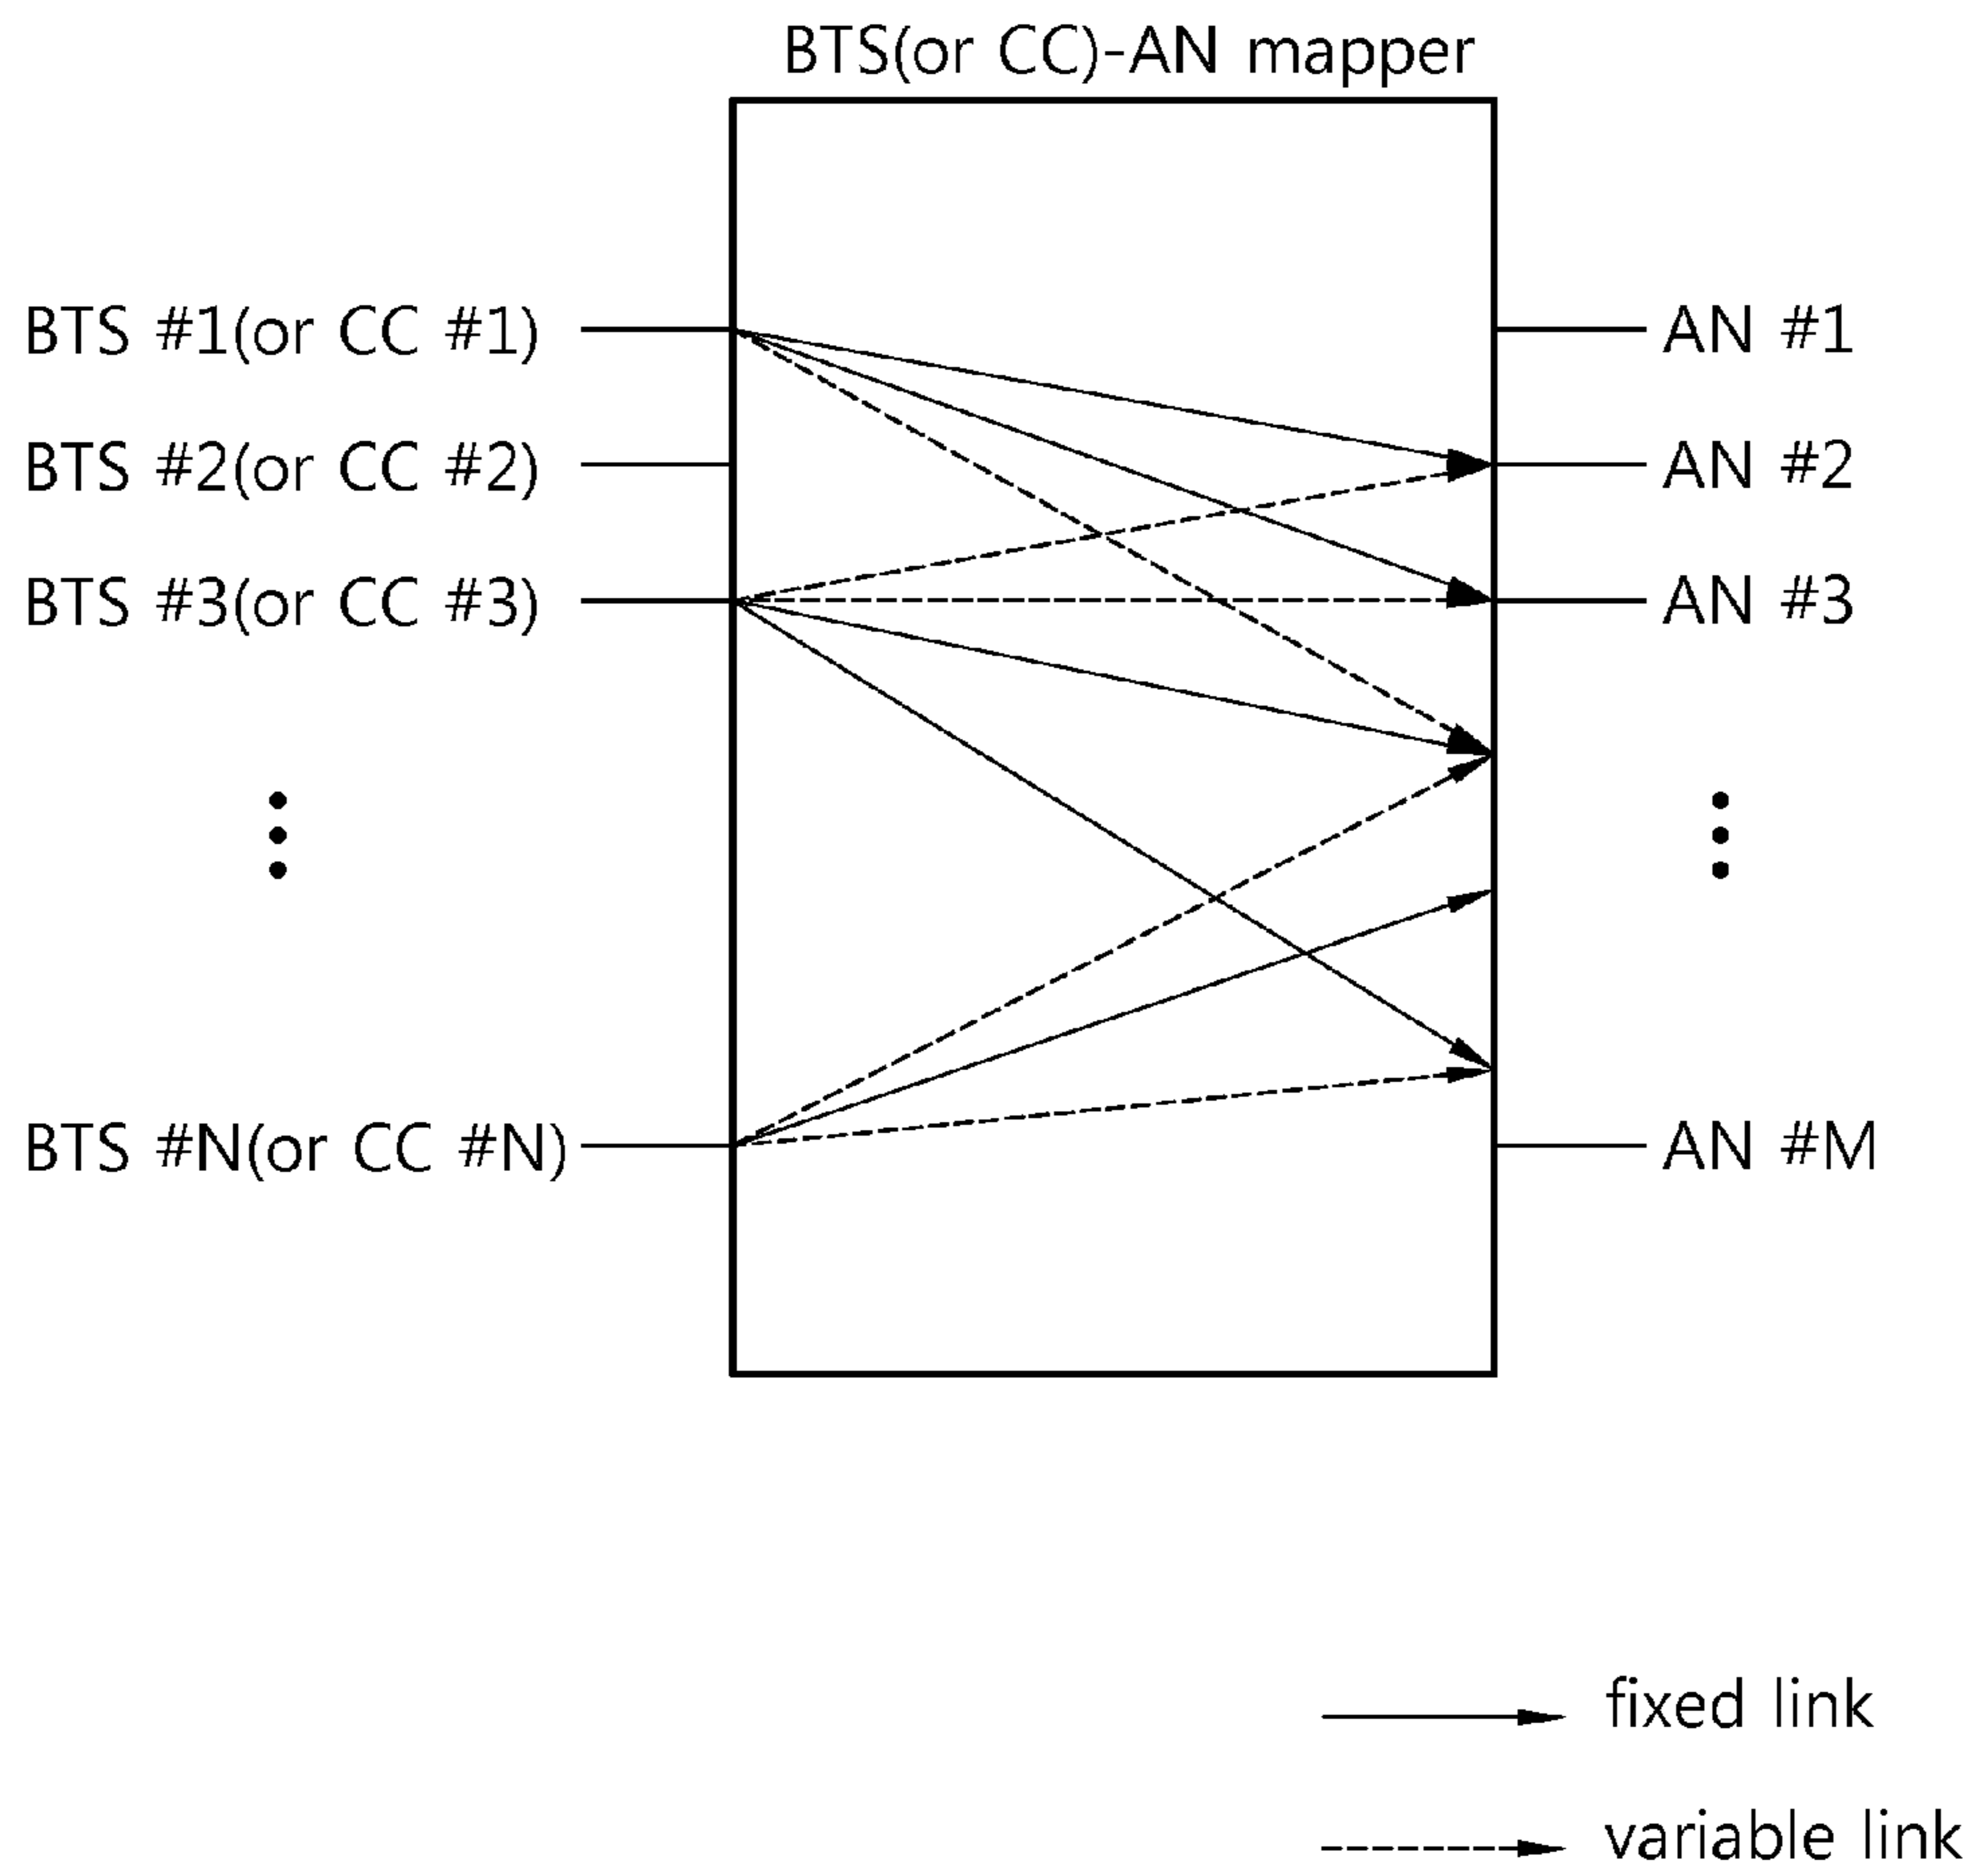 BTS(or CC)-AN mapper
BTS #1(or CC #1)
AN #1
BTS #2(or CC #2)
AN #2
BTS #3(or CC #3)
AN #3
BTS #N(or CC #N)
AN #M
fixed link
variable link